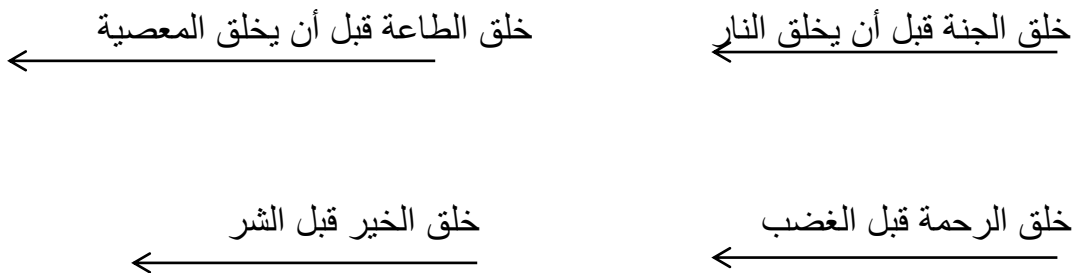 خلق الجنة قبل أن يخلق النار
خلق الطاعة قبل أن يخلق المعصية
خلق الرحمة قبل الغضب
خلق الخير قبل الشر